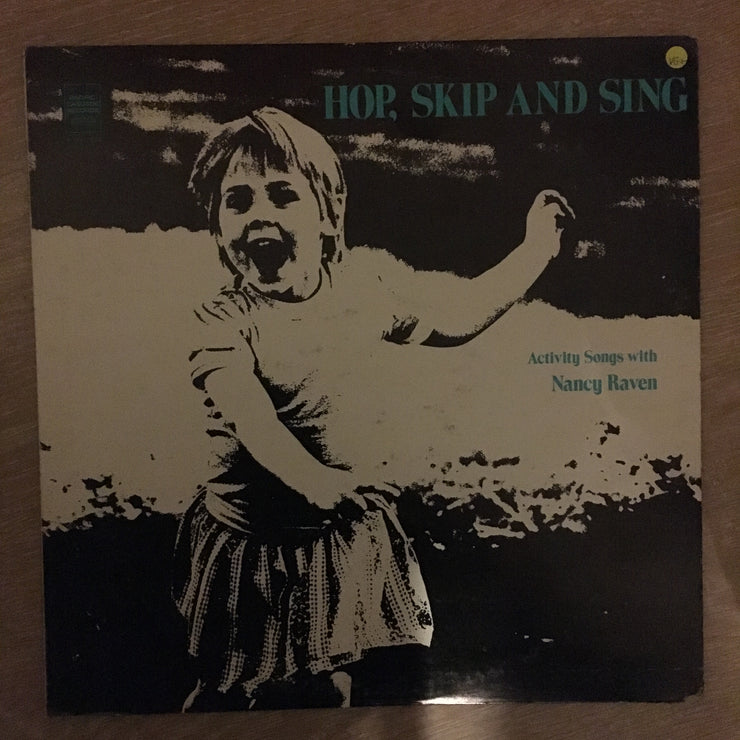 HOP, SKIP AND SING
Activity Songs with
Nancy Raven